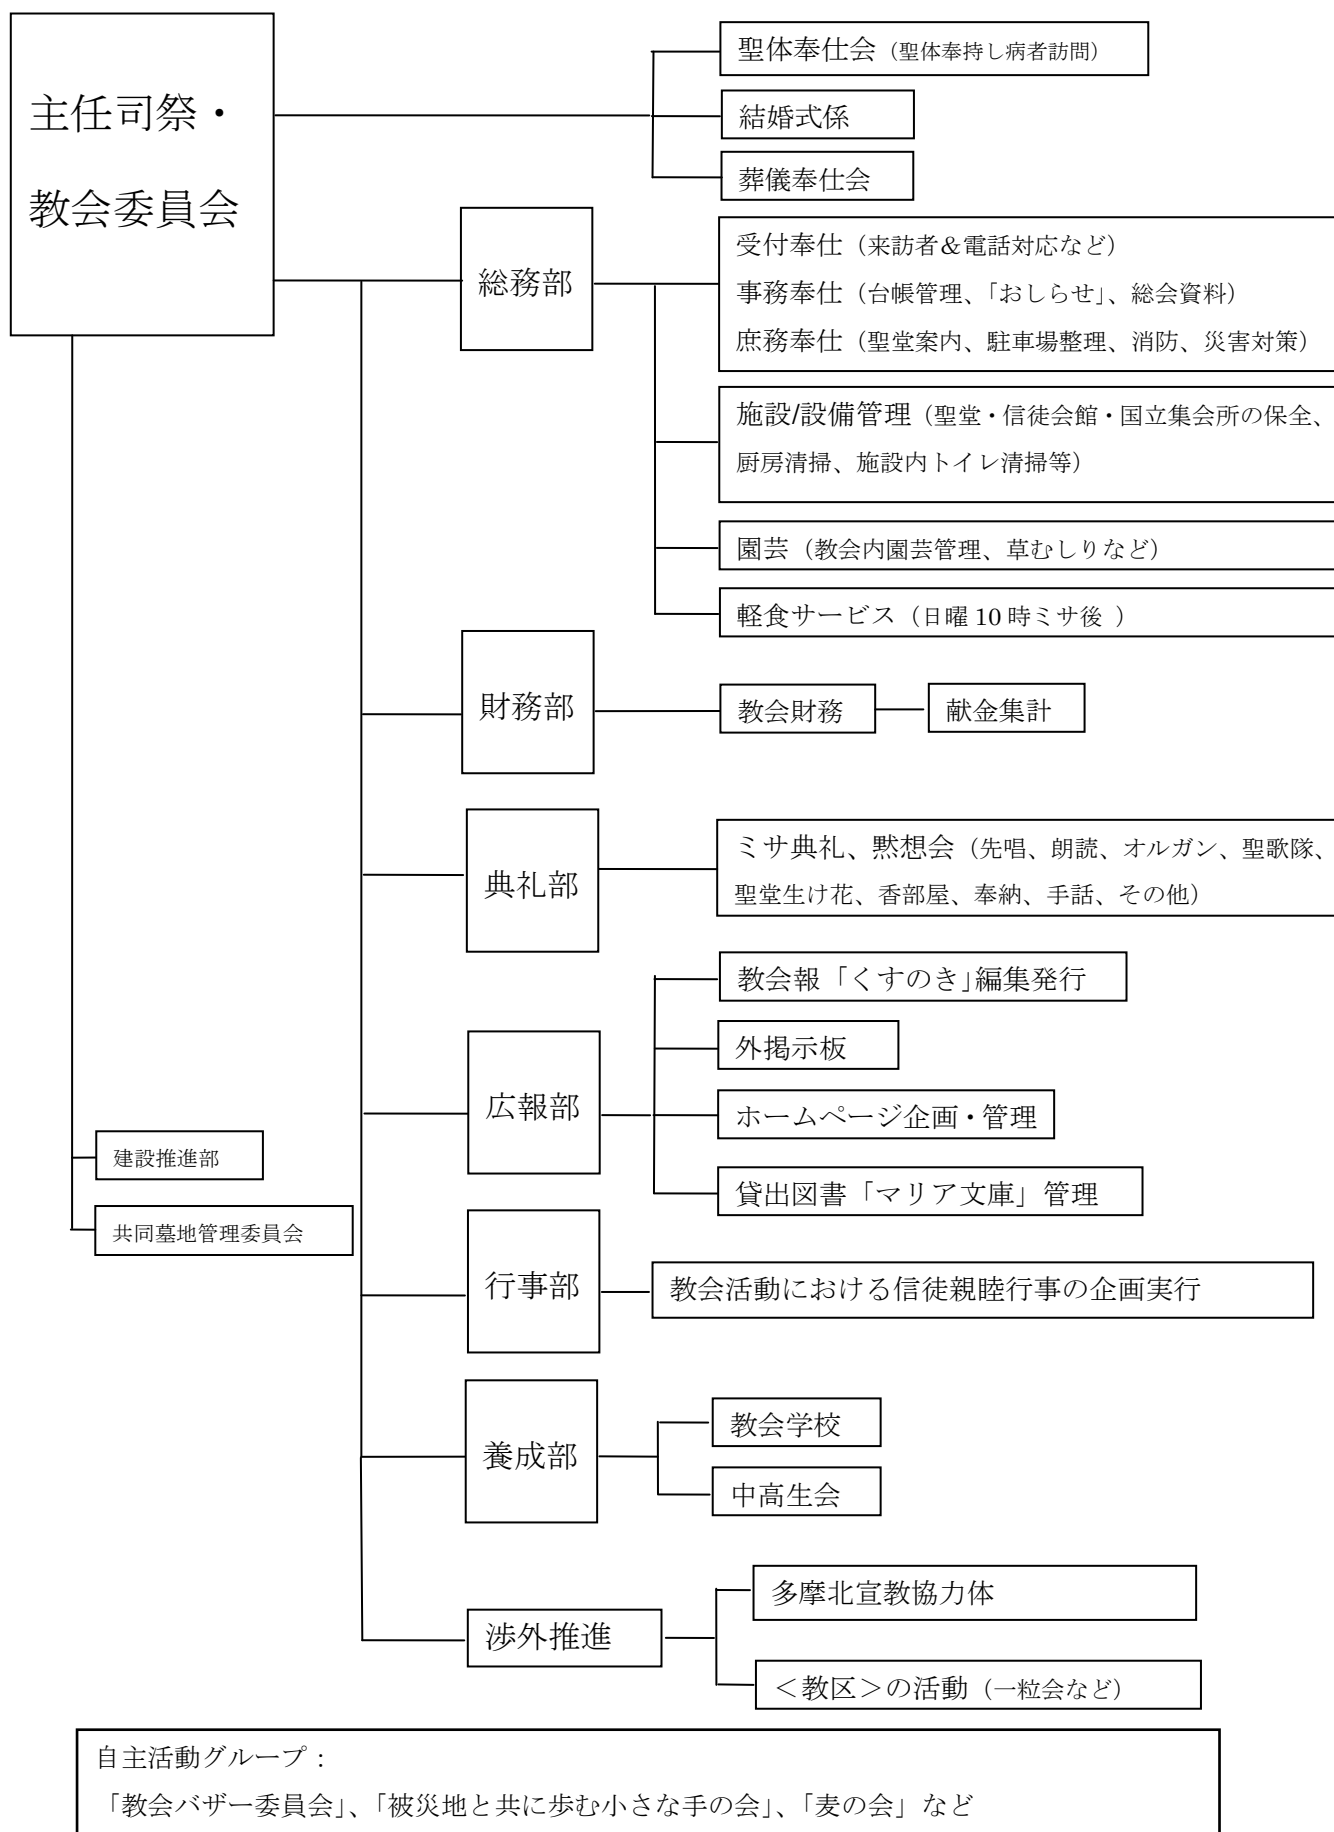 主任司祭・
教会委員会
聖体奉仕会（聖体奉持し病者訪問）
結婚式係
葬儀奉仕会
総務部
受付奉仕（来訪者＆電話対応など）
事務奉仕（台帳管理、「おしらせ」、総会資料）
庶務奉仕（聖堂案内、駐車場整理、消防、災害対策）
施設/設備管理（聖堂・信徒会館・国立集会所の保全、
厨房清掃、施設内トイレ清掃等）
園芸（教会内園芸管理、草むしりなど）
軽食サービス（日曜 10 時ミサ後 ）
財務部
教会財務
献金集計
典礼部
ミサ典礼、黙想会（先唱、朗読、オルガン、聖歌隊、
聖堂生け花、香部屋、奉納、手話、その他）
広報部
教会報「くすのき」編集発行
外掲示板
ホームページ企画・管理
貸出図書「マリア文庫」管理
建設推進部
共同墓地管理委員会
行事部
教会活動における信徒親睦行事の企画実行
養成部
教会学校
中高生会
渉外推進
多摩北宣教協力体
＜教区＞の活動（一粒会など）
自主活動グループ：
「教会バザー委員会」、「被災地と共に歩む小さな手の会」、「麦の会」など